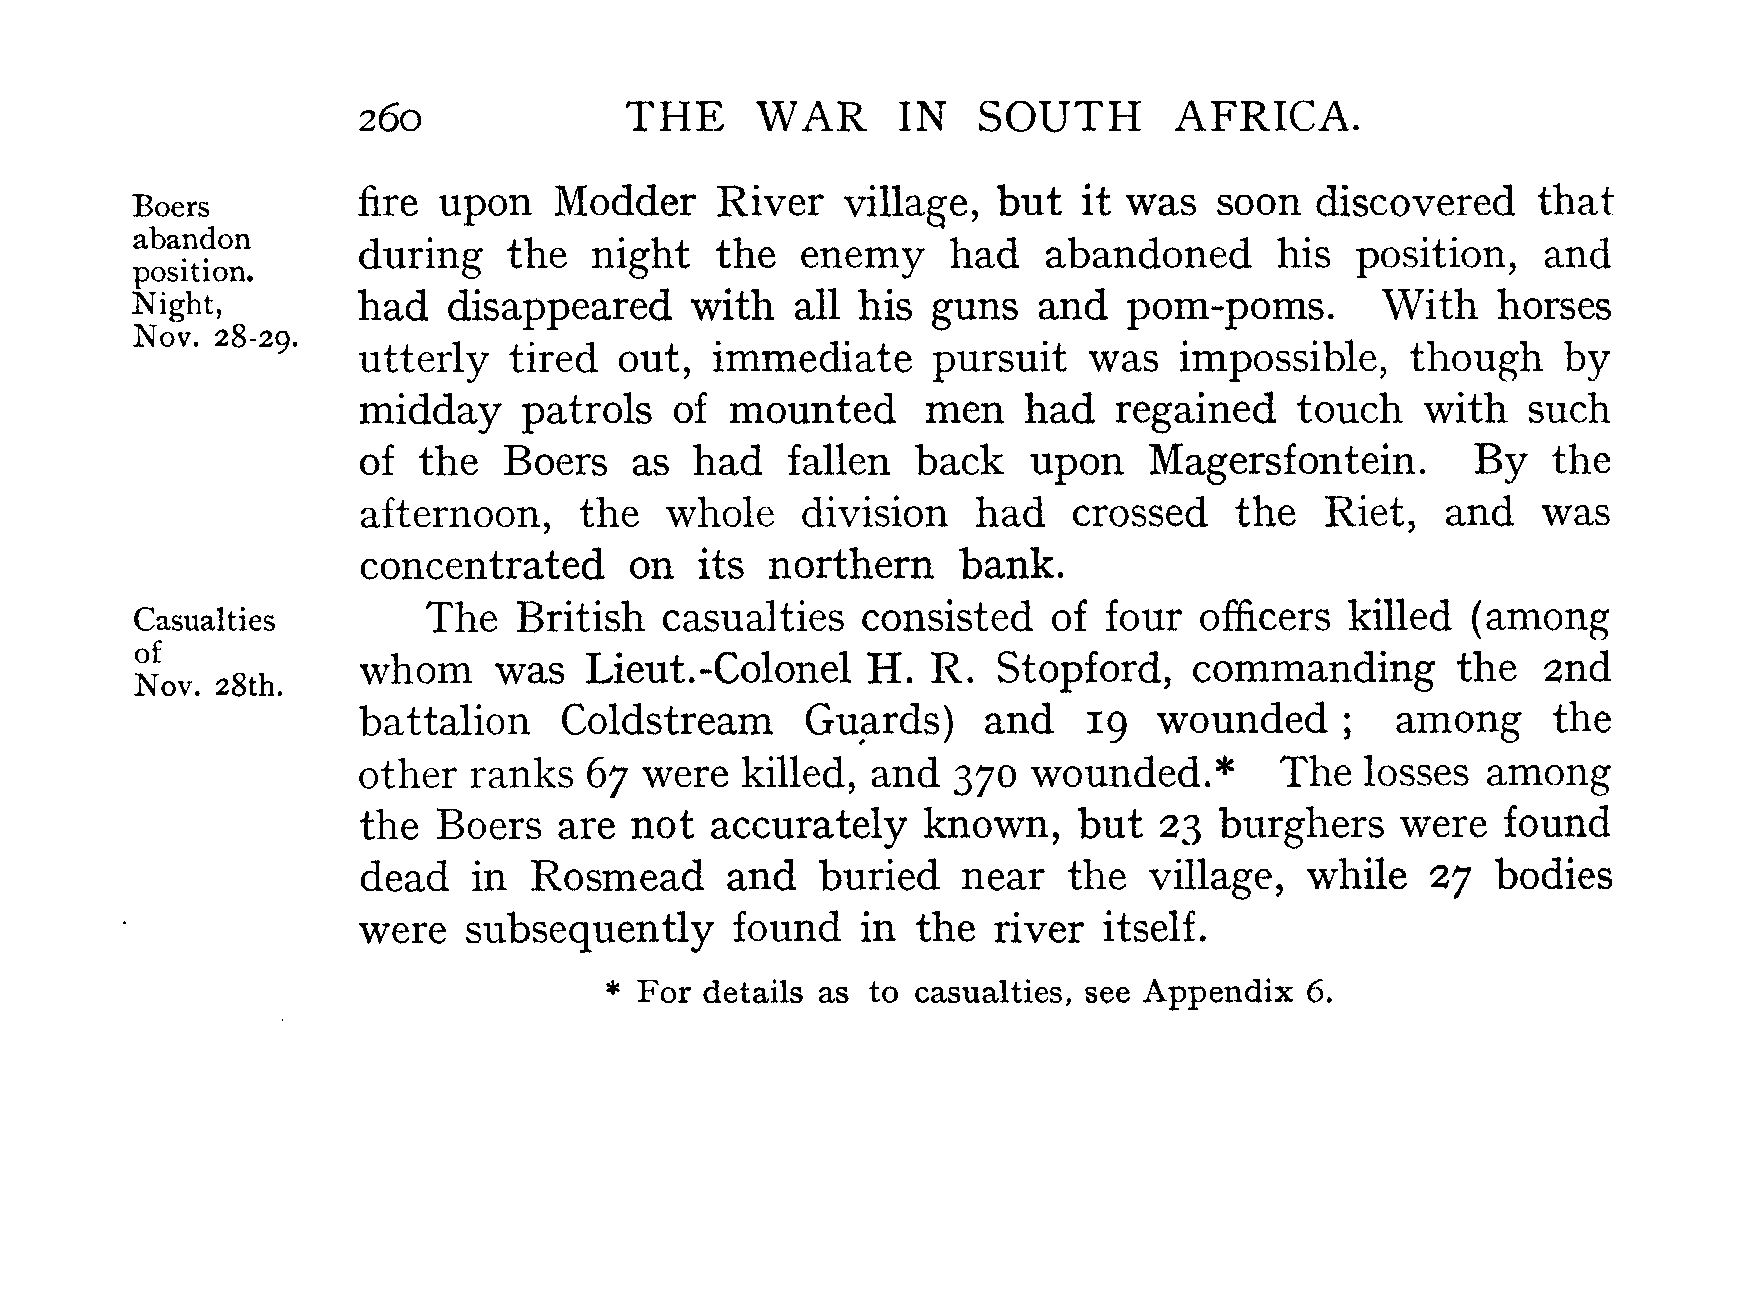 260 THE WAR IN SOUTH AFRICA.
Boers
abandon
position.
Night,
Nov. 28-29.
fire upon Modder River village, but it was soon discovered that
during the night the enemy had abandoned his position, and
had disappeared with all his guns and pom-poms. With horses
utterly tired out, immediate pursuit was impossible, though by
midday patrols of mounted men had regained touch with such
of the Boers as had fallen back upon Magersfontein. By the
afternoon, the whole division had crossed the Riet, and was
concentrated on its northern bank.
Casualties
of
Nov. 28th.
The British casualties consisted of four officers killed (among
whom was Lieut.-Colonel H. R. Stopford, commanding the 2nd
battalion Coldstream Guards) and 19 wounded ; among the
other ranks 67 were killed, and 370 wounded.* The losses among
the Boers are not accurately known, but 23 burghers were found
dead in Rosmead and buried near the village, while 27 bodies
were subsequently found in the river itself.
* For details as to casualties, see Appendix 6.